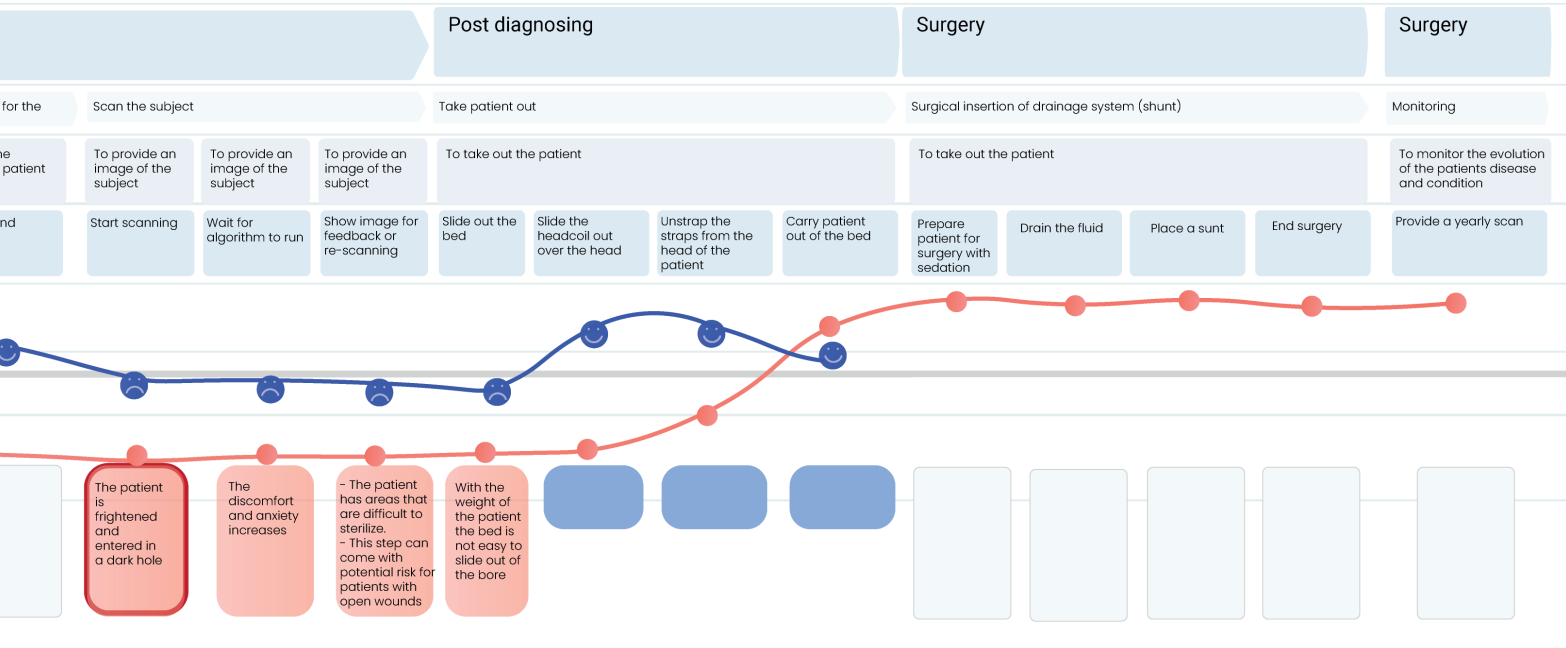 Post diagnosing
Surgery
Surgery
for the
Scan the subject
Take patient out
Surgical insertion of drainage system (shunt)
Monitoring
patient
To provide an
image of the
subject
To provide an
image of the
subject
To provide an
image of the
subject
To take out the patient
To take out the patient
To monitor the evolution
of the patients disease
and condition
Start scanning
Wait for
algorithm to run
Show image for
feedback or
re-scanning
Slide out the
bed
Slide the
headcoil out
over the head
Unstrap the
straps from the
head of the
patient
Carry patient
out of the bed
Prepare
patient for
surgery with
sedation
Drain the fluid
Place a sunt
End surgery
Provide a yearly scan
The patient
is
frightened
and
entered in
a dark hole
The
discomfort
and anxiety
increases
- The patient
has areas that
are difficult to
sterilize.
- This step can
come with
potential risk for
patients with
open wounds
With the
weight of
the patient
the bed is
not easy to
slide out of
the bore